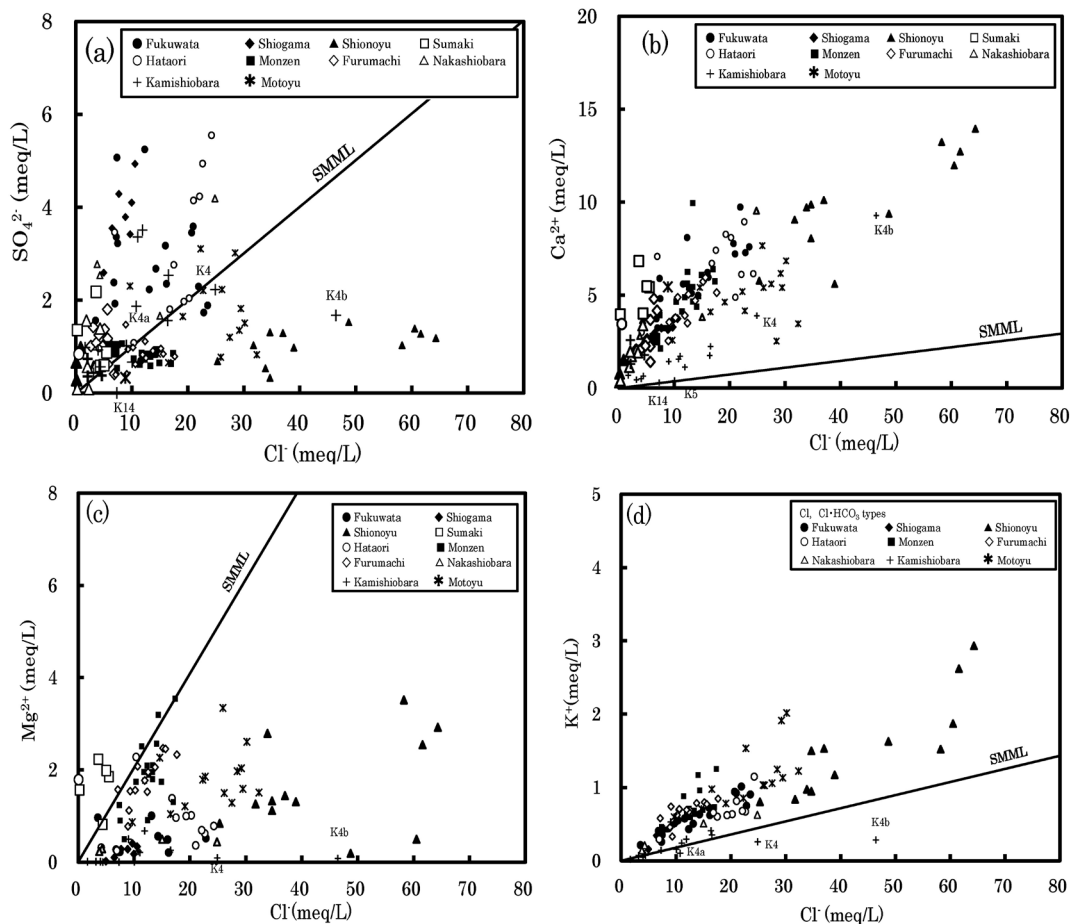 (a)
Fukuwata Shiogama Shionoyu Sumaki
Hataori Monzen Furumachi Nakashiobara
Kamishiobara Motoyu
SMML
K4
K4a
K4b
K14
SO₄²⁻ (meq/L)
8
6
4
2
0
0 10 20 30 40 50 60 70 80
Cl⁻ (meq/L)
(b)
Fukuwata Shiogama Shionoyu Sumaki
Hataori Monzen Furumachi Nakashiobara
Kamishiobara Motoyu
K4b
K4
SMML
K14
K5
Ca²⁺ (meq/L)
20
15
10
5
0
0 10 20 30 40 50 60 70 80
Cl⁻ (meq/L)
(c)
Fukuwata Shiogama
Shionoyu
Hataori Sumaki
Monzen
Furumachi Nakashiobara
Kamishiobara Motoyu
SMML
K4b
K4
Mg²⁺ (meq/L)
8
6
4
2
0
0 10 20 30 40 50 60 70 80
Cl⁻(meq/L)
(d)
Cl, Cl·HCO₃ types
Fukuwata Shiogama Shionoyu
Hataori Monzen Furumachi
Nakashiobara Kamishiobara Motoyu
SMML
K4b
K4
K4a
K⁺(meq/L)
5
4
3
2
1
0
0 10 20 30 40 50 60 70 80
Cl⁻ (meq/L)